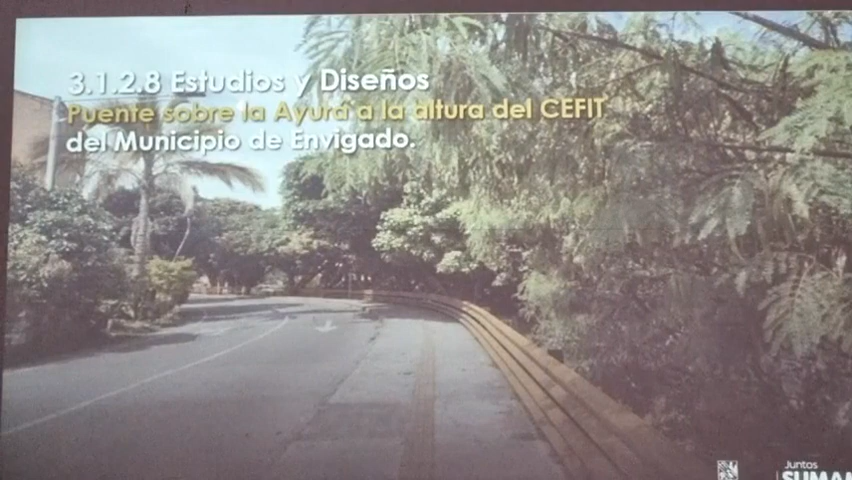 3.1.2.8 Estudios y Diseños
Puente sobre la Ayurá a la altura del CEFIT
del Municipio de Envigado.
Juntos